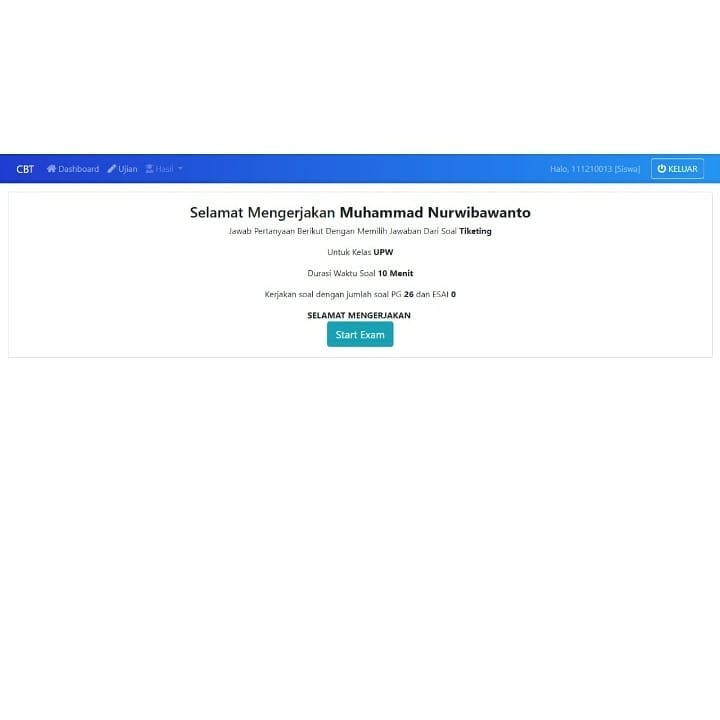 CBT Dashboard Ujian Hasil Halo, 111210013 [Siswa] KELUAR
Selamat Mengerjakan Muhammad Nurwibawanto
Jawab Pertanyaan Berikut Dengan Memilih Jawaban Dari Soal Tiketing
Untuk Kelas UPW
Durasi Waktu Soal 10 Menit
Kerjakan soal dengan jumlah soal PG 26 dan ESAI 0
SELAMAT MENGERJAKAN
Start Exam